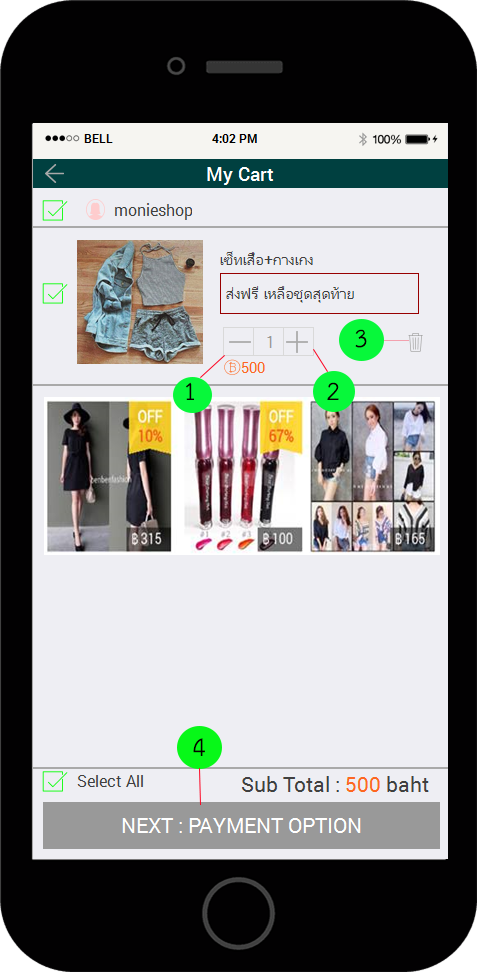 BELL 4:02 PM 100%
My Cart
monieshop
เซ็ทเสื้อ+กางเกง
ส่งฟรี เหลือชุดสุดท้าย
1
3
฿500
1
2
OFF
10%
benbenfashion
฿315
OFF
67%
#1 #2 #3
฿100
฿165
4
Select All
Sub Total : 500 baht
NEXT : PAYMENT OPTION